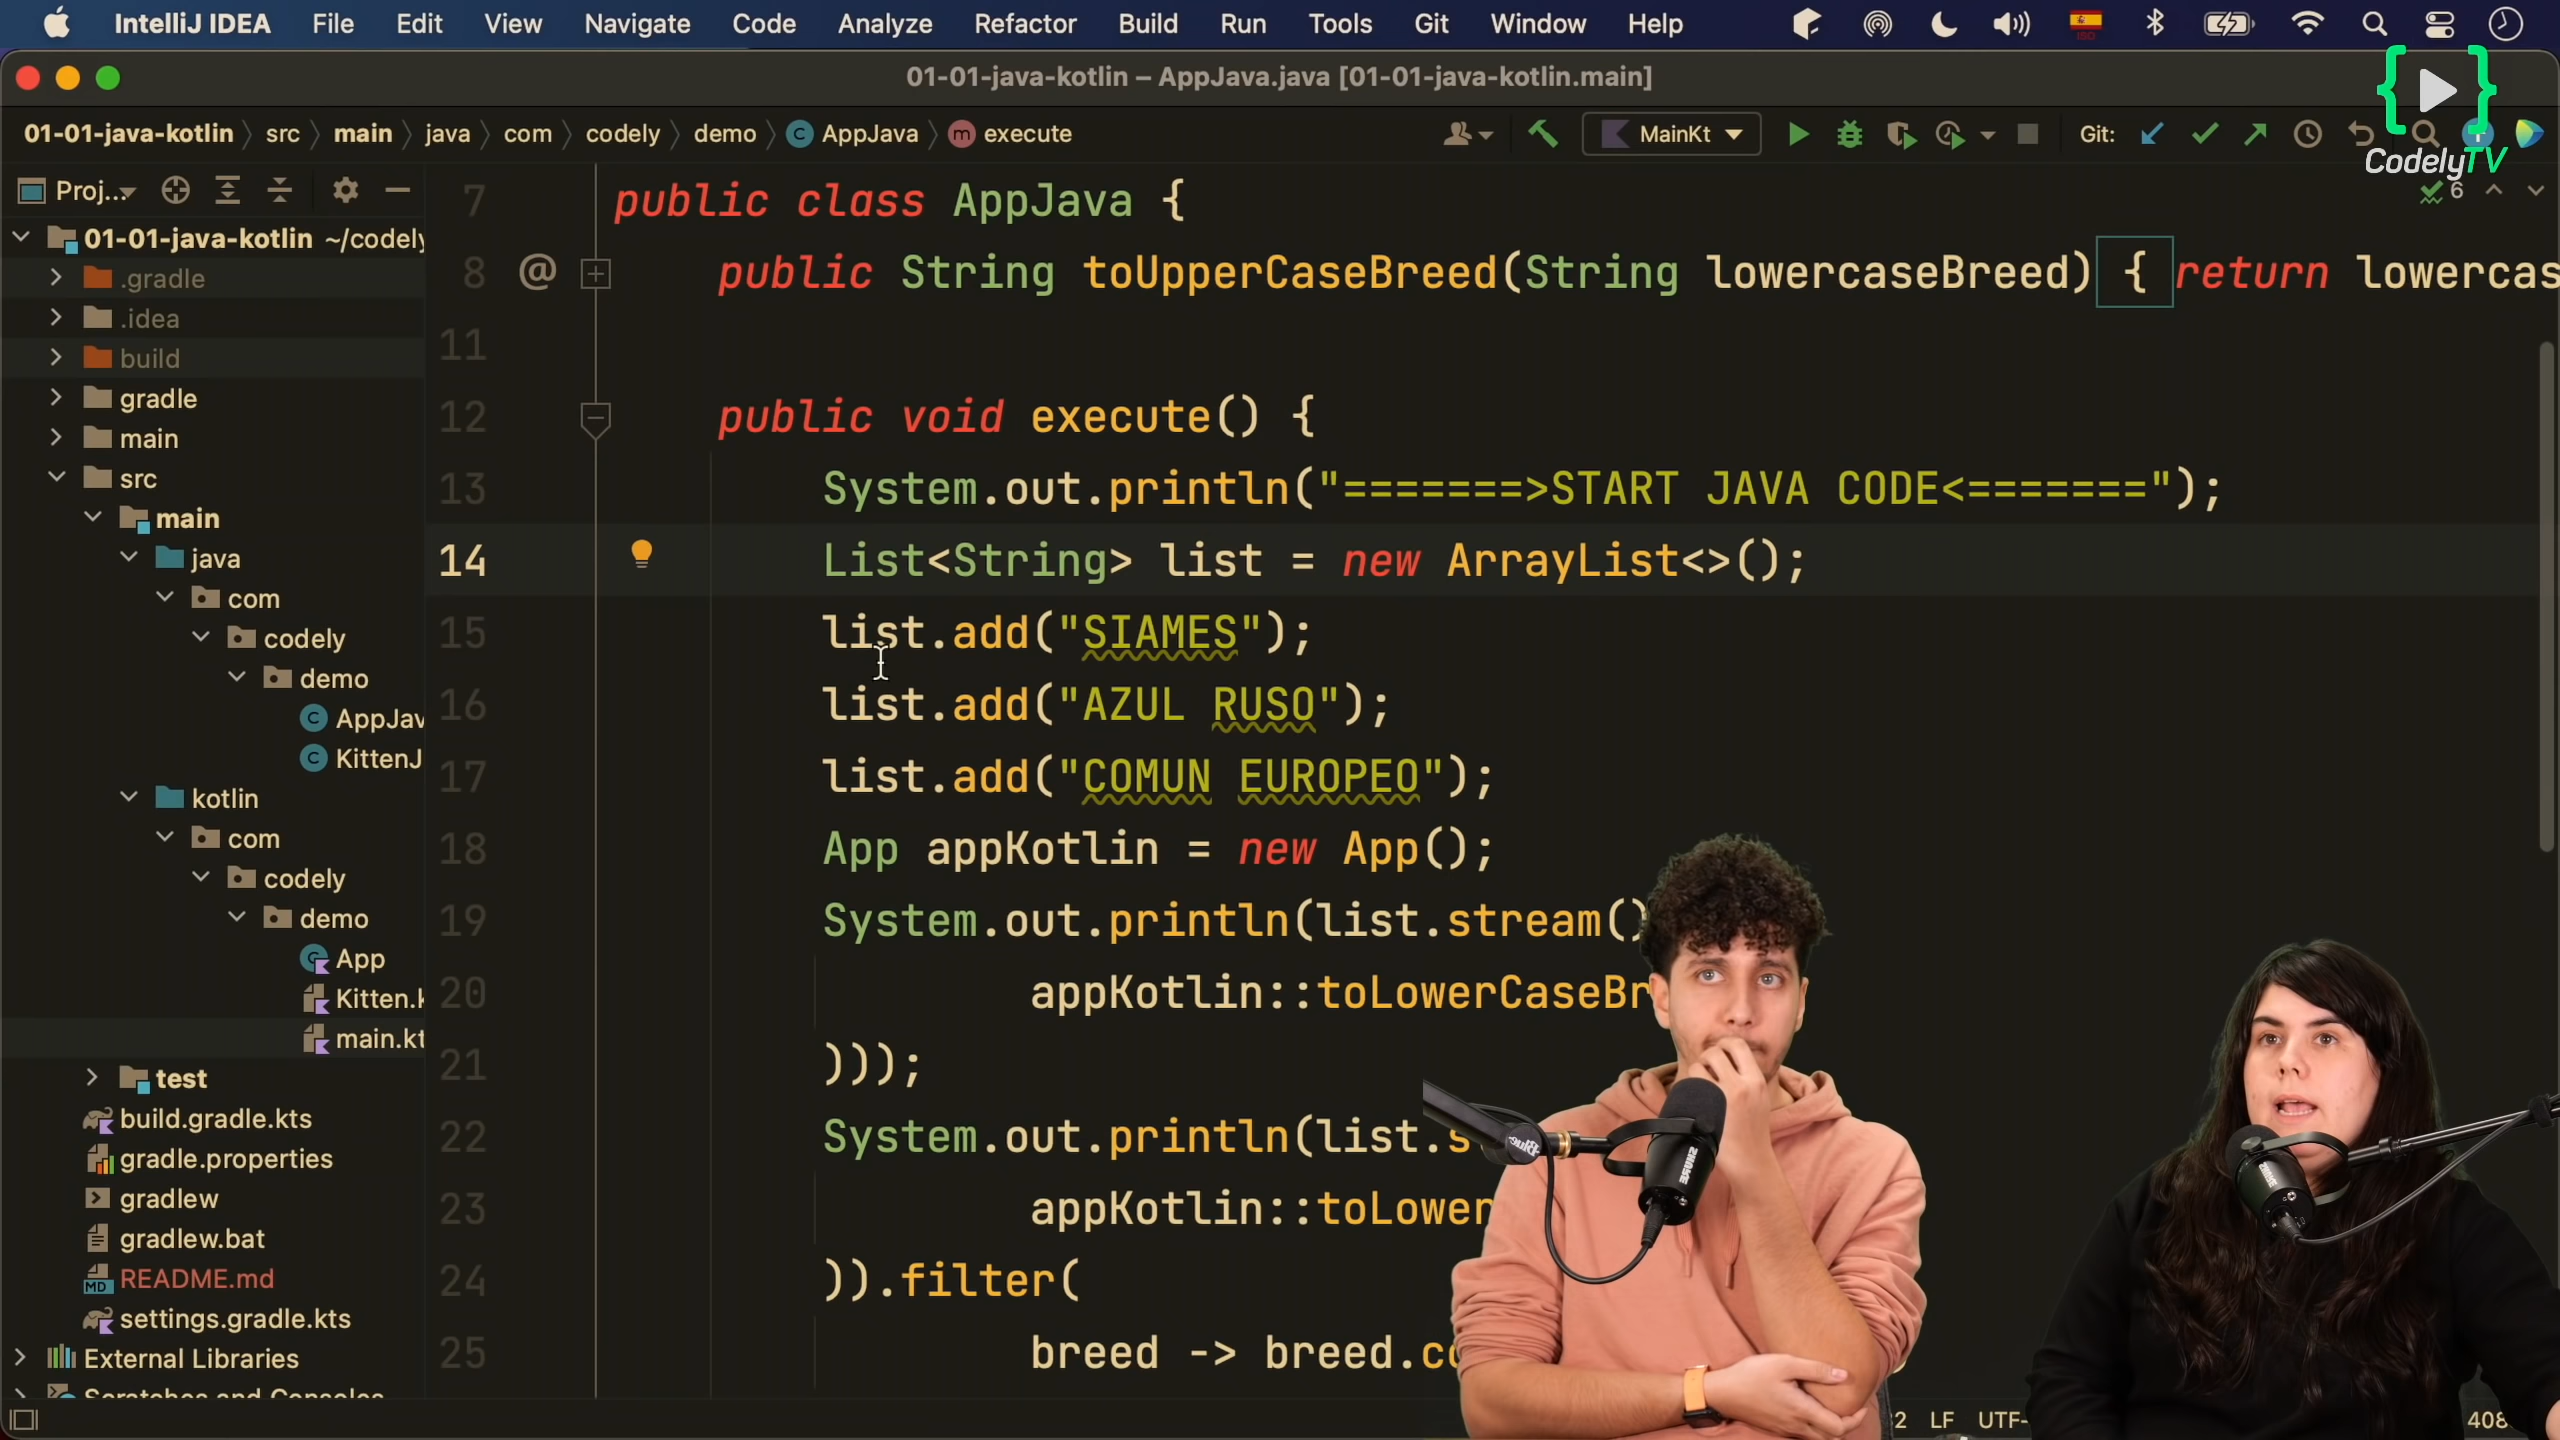 IntelliJ IDEA File Edit View Navigate Code Analyze Refactor Build Run Tools Git Window Help
01-01-java-kotlin – AppJava.java [01-01-java-kotlin.main]
01-01-java-kotlin src main java com codely demo AppJava execute MainKt Git:
CodelyTV
Proj... 6
01-01-java-kotlin ~/codely
.gradle
.idea
build
gradle
main
src
main
java
com
codely
demo
AppJav
KittenJ
kotlin
com
codely
demo
App
Kitten.k
main.kt
test
build.gradle.kts
gradle.properties
gradlew
gradlew.bat
README.md
settings.gradle.kts
External Libraries
Scratches and Consoles
7 public class AppJava {
8 @ public String toUpperCaseBreed(String lowercaseBreed) { return lowercas
11
12 public void execute() {
13 System.out.println("=======>START JAVA CODE<=======");
14 List<String> list = new ArrayList<>();
15 list.add("SIAMES");
16 list.add("AZUL RUSO");
17 list.add("COMUN EUROPEO");
18 App appKotlin = new App();
19 System.out.println(list.stream()
20 appKotlin::toLowerCaseBr
21 )));
22 System.out.println(list.s
23 appKotlin::toLower
24 )).filter(
25 breed -> breed.co
LF UTF- 408
SHURE
SHURE